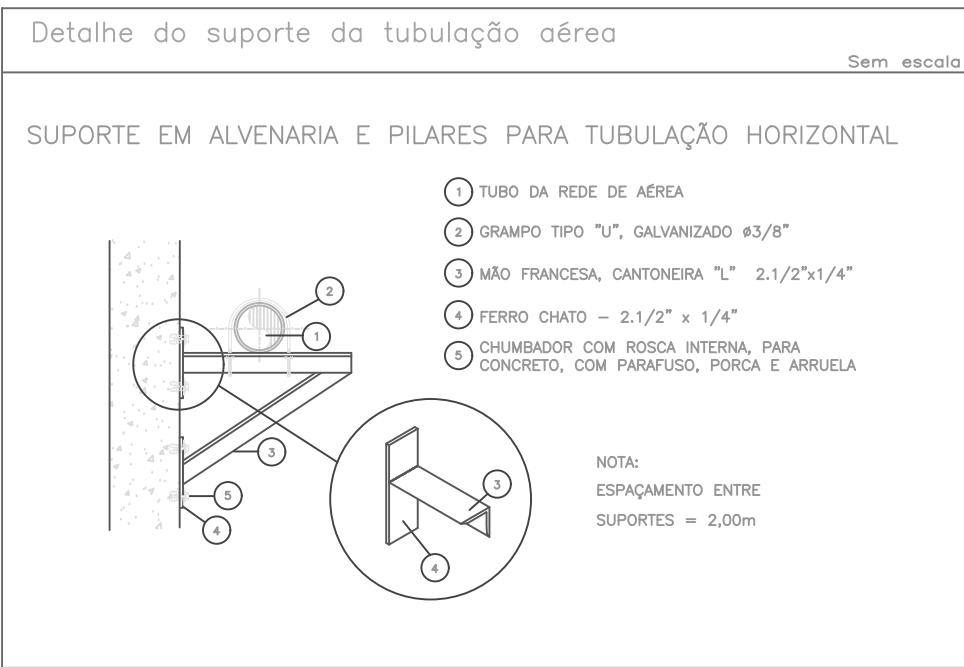 Detalhe do suporte da tubulação aérea
Sem escala
SUPORTE EM ALVENARIA E PILARES PARA TUBULAÇÃO HORIZONTAL
1 TUBO DA REDE DE AÉREA
2 GRAMPO TIPO "U", GALVANIZADO ø3/8"
3 MÃO FRANCESA, CANTONEIRA "L" 2.1/2"x1/4"
4 FERRO CHATO - 2.1/2" x 1/4"
5 CHUMBADOR COM ROSCA INTERNA, PARA
CONCRETO, COM PARAFUSO, PORCA E ARRUELA
2
1
3
5
4
3
4
NOTA:
ESPAÇAMENTO ENTRE
SUPORTES = 2,00m